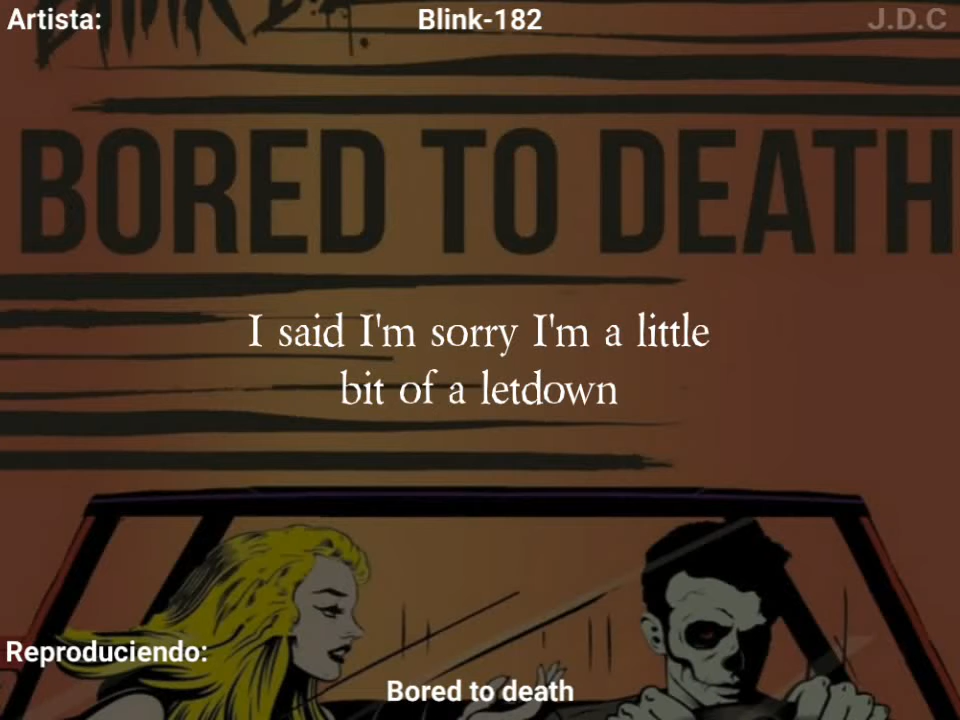 Artista:
Blink-182
J.D.C
BORED TO DEATH
I said I'm sorry I'm a little
bit of a letdown
Reproduciendo:
Bored to death